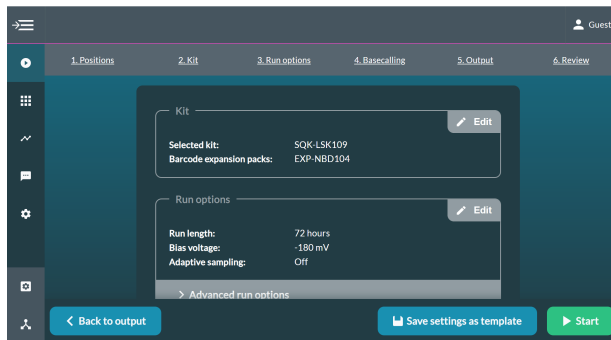 Guest
1. Positions 2. Kit 3. Run options 4. Basecalling 5. Output 6. Review
Kit
Edit
Selected kit: SQK-LSK109
Barcode expansion packs: EXP-NBD104
Run options
Edit
Run length: 72 hours
Bias voltage: -180 mV
Adaptive sampling: Off
Advanced run options
Back to output Save settings as template Start